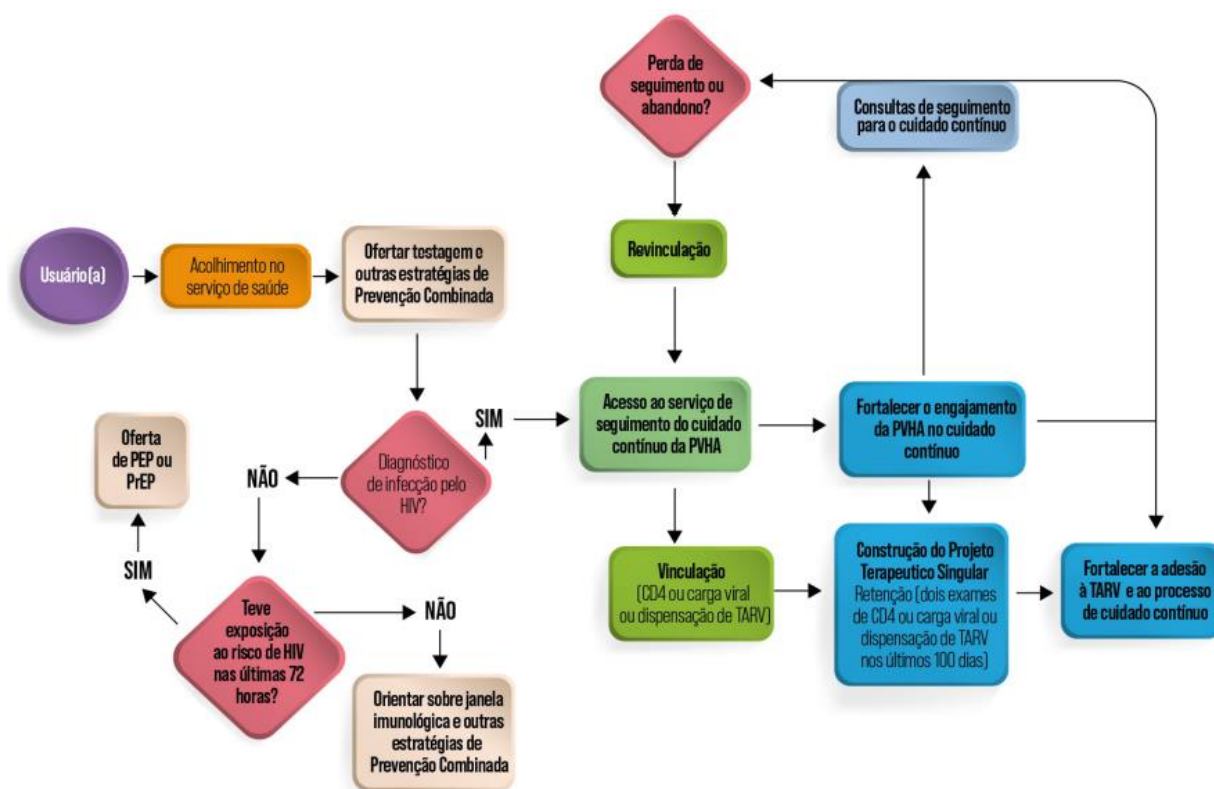 Perda de
seguimento ou
abandono?
Consultas de seguimento
para o cuidado contínuo
Revinculação
Usuário(a)
Acolhimento no
serviço de saúde
Ofertar testagem e
outras estratégias de
Prevenção Combinada
Acesso ao serviço de
seguimento do cuidado
contínuo da PVHA
Fortalecer o engajamento
da PVHA no cuidado
contínuo
SIM
Diagnóstico
de infecção pelo
HIV?
NÃO
Oferta
de PEP ou
PrEP
SIM
Teve
exposição
ao risco de HIV
nas últimas 72
horas?
NÃO
Orientar sobre janela
imunológica e outras
estratégias de
Prevenção Combinada
Vinculação
(CD4 ou carga viral
ou dispensação de TARV)
Construção do Projeto
Terapeutico Singular
Retenção (dois exames
de CD4 ou carga viral ou
dispensação de TARV
nos últimos 100 dias)
Fortalecer a adesão
à TARV e ao processo
de cuidado contínuo